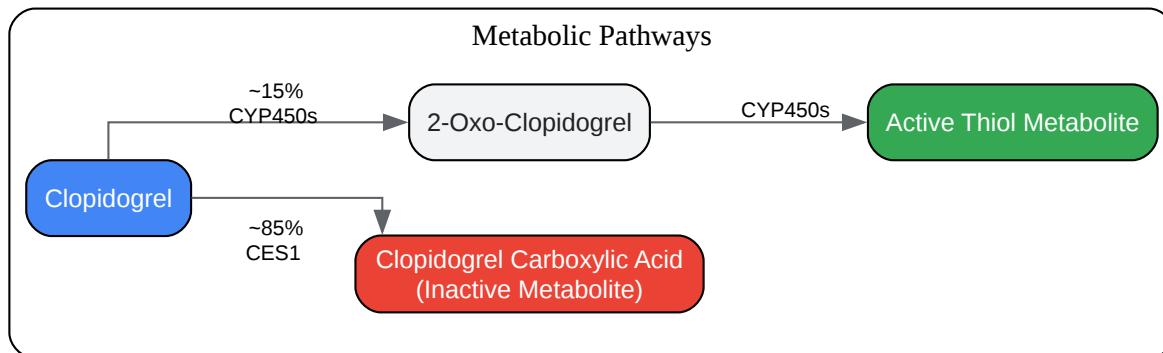 Metabolic Pathways
~15%
CYP450s
2-Oxo-Clopidogrel
CYP450s
Active Thiol Metabolite
Clopidogrel
~85%
CES1
Clopidogrel Carboxylic Acid
(Inactive Metabolite)